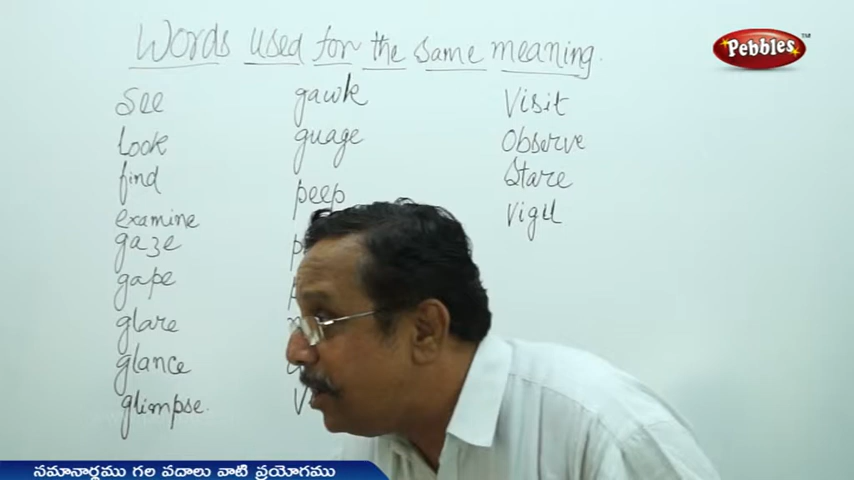 Words used for the same meaning.
see
look
find
examine
gaze
gape
glare
glance
glimpse.
gawk
guage
peep
Visit
Observe
Stare
Vigil
Pebbles
నమానార్థము గల పదాలు వాటి ప్రయోగము